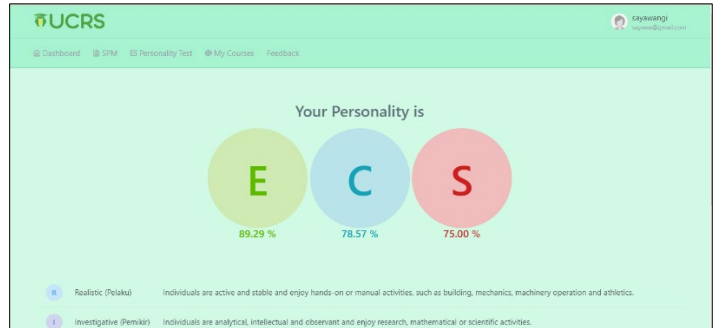 UCRS
sayawangi
Dashboard SPM Personality Test My Courses Feedback
Your Personality is
E C S
89.29 % 78.57 % 75.00 %
R Realistic (Pelaku) Individuals are active and stable and enjoy hands-on or manual activities, such as building, mechanics, machinery operation and athletics.
I Investigative (Pemikir) Individuals are analytical, intellectual and observant and enjoy research, mathematical or scientific activities.